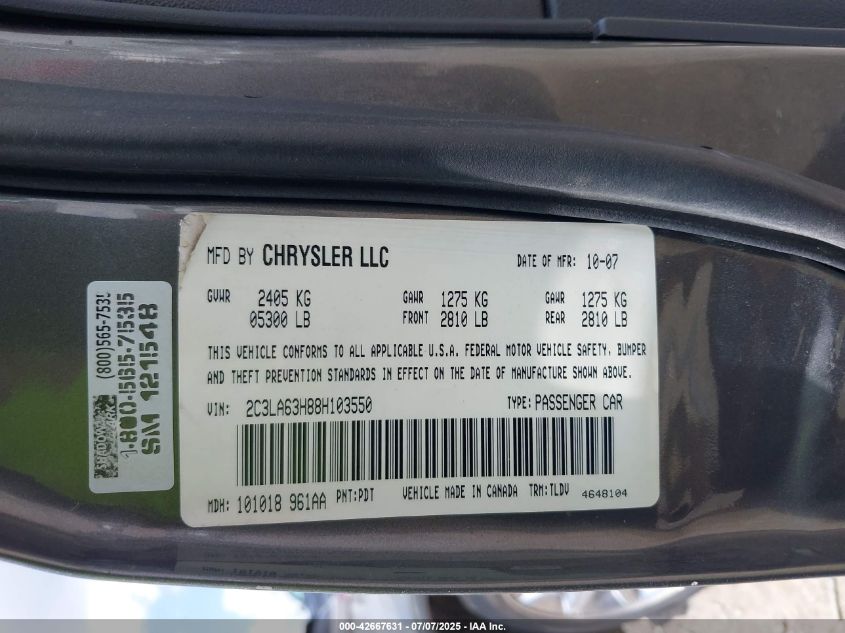 MFD BY CHRYSLER LLC DATE OF MFR: 10-07
GVWR 2405 KG GAWR 1275 KG GAWR 1275 KG
05300 LB FRONT 2810 LB REAR 2810 LB
THIS VEHICLE CONFORMS TO ALL APPLICABLE U.S.A. FEDERAL MOTOR VEHICLE SAFETY, BUMPER
AND THEFT PREVENTION STANDARDS IN EFFECT ON THE DATE OF MANUFACTURE SHOWN ABOVE.
VIN: 2C3LA63H88H103550 TYPE: PASSENGER CAR
MDH: 101018 961AA PNT:PDT VEHICLE MADE IN CANADA TRM:TLDV 4648104
(800)565-753
1-800-565-7535
SM 121548
000-42667631 - 07/07/2025 - IAA Inc.